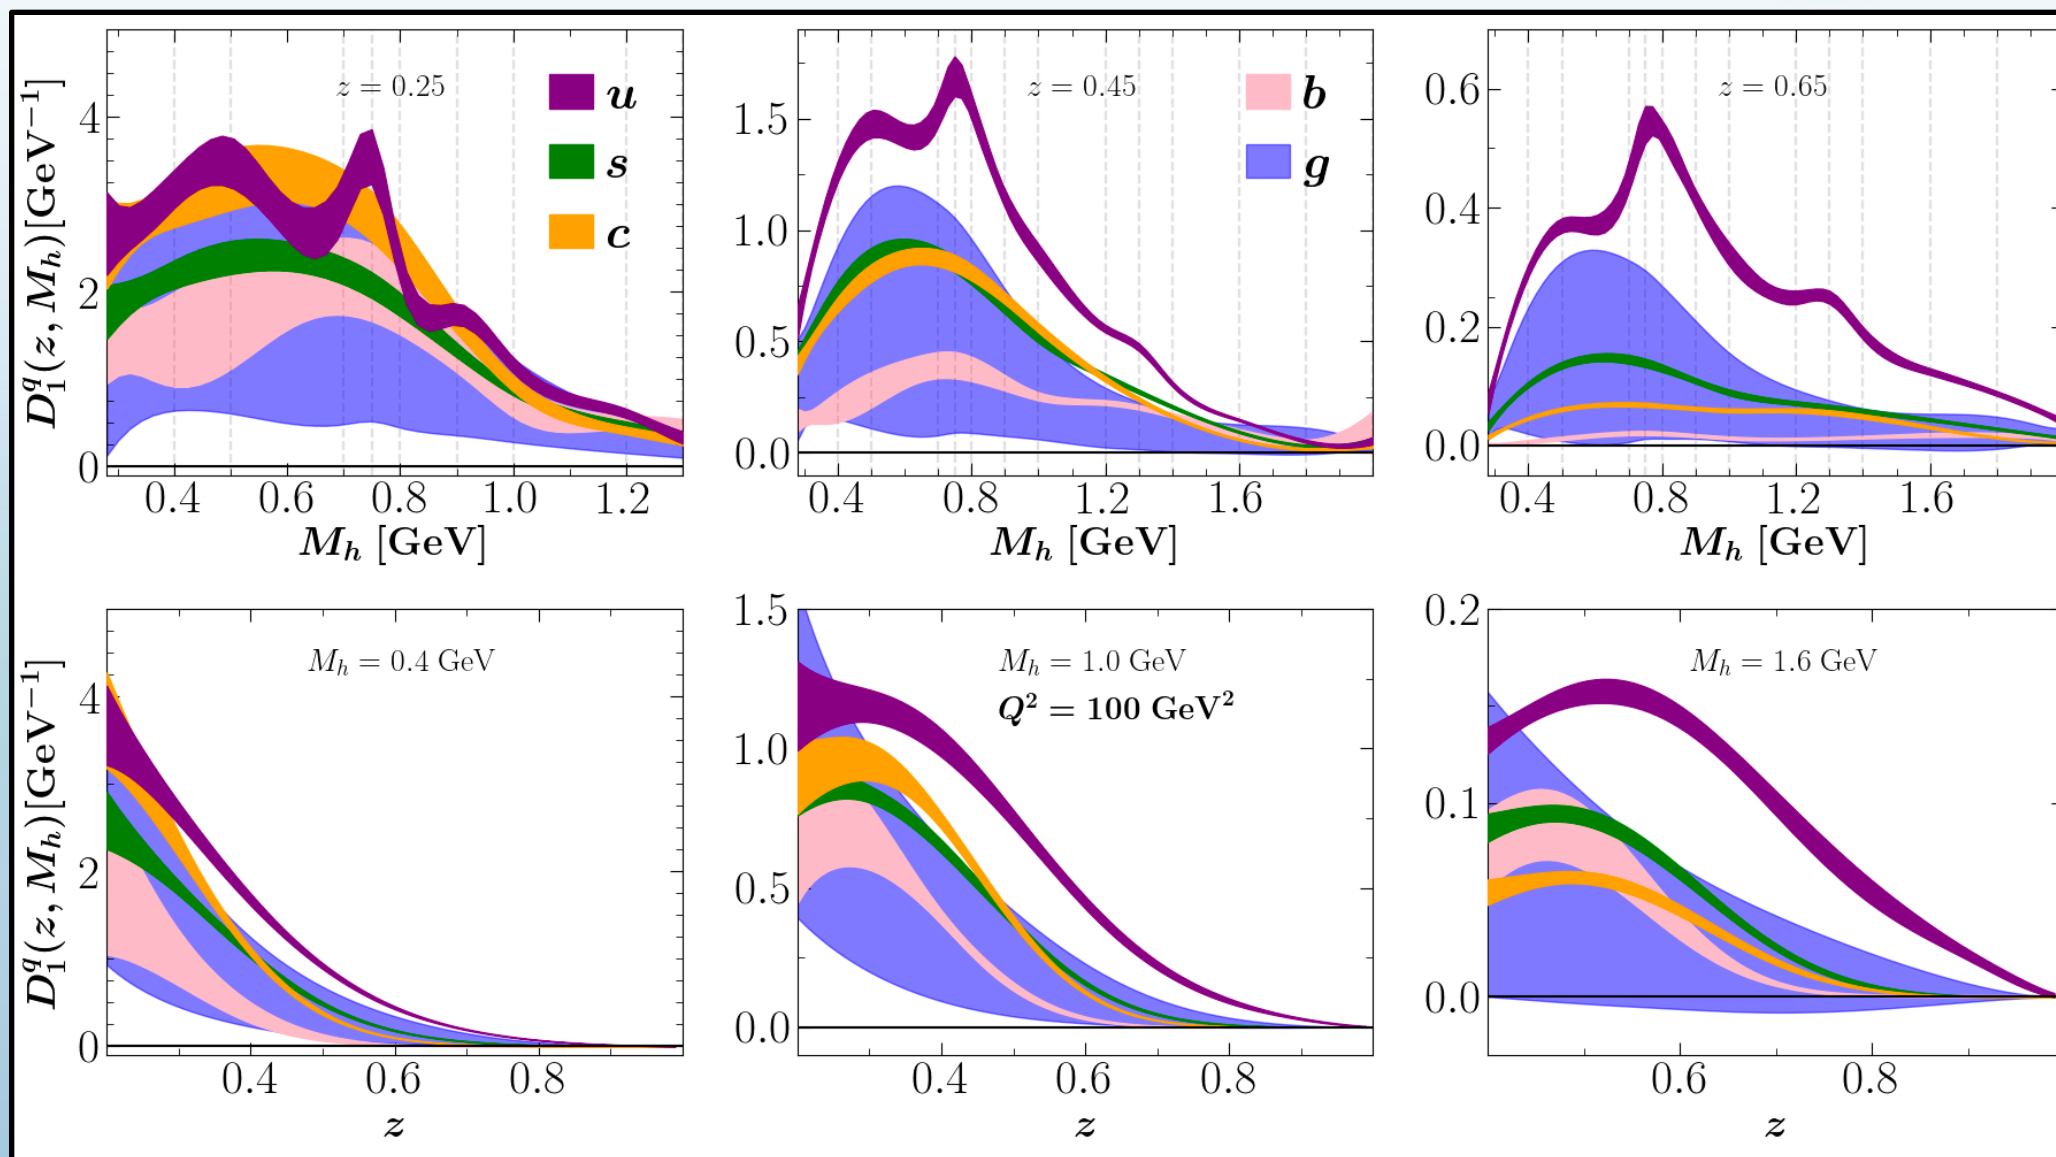 D₁^q(z, M_h)[GeV⁻¹]
z = 0.25
u
s
c
4
2
0
0.4 0.6 0.8 1.0 1.2
M_h [GeV]
z = 0.45
b
g
1.5
1.0
0.5
0.0
0.4 0.8 1.2 1.6
M_h [GeV]
z = 0.65
0.6
0.4
0.2
0.0
0.4 0.8 1.2 1.6
M_h [GeV]
D₁^q(z, M_h)[GeV⁻¹]
M_h = 0.4 GeV
4
2
0
0.4 0.6 0.8
z
M_h = 1.0 GeV
Q² = 100 GeV²
1.5
1.0
0.5
0.0
0.4 0.6 0.8
z
M_h = 1.6 GeV
0.2
0.1
0.0
0.6 0.8
z